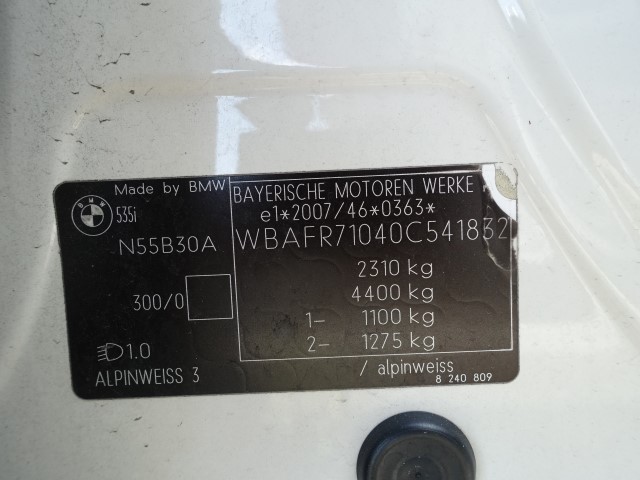 Made by BMW
BMW
535i
BAYERISCHE MOTOREN WERKE
e1*2007/46*0363*
N55B30A
WBAFR71040C541832
2310 kg
4400 kg
300/0
1- 1100 kg
2- 1275 kg
1.0
ALPINWEISS 3
/ alpinweiss
8 240 809